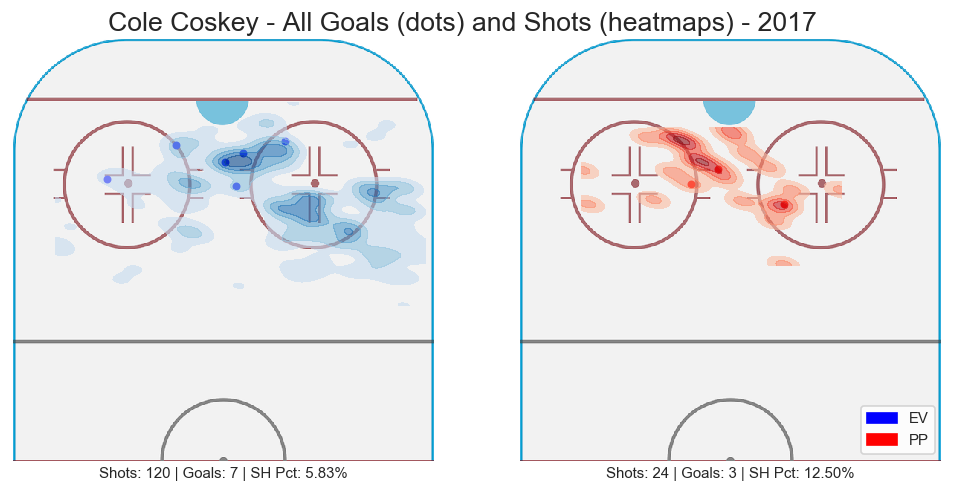 Cole Coskey - All Goals (dots) and Shots (heatmaps) - 2017
EV
PP
Shots: 120 | Goals: 7 | SH Pct: 5.83%
Shots: 24 | Goals: 3 | SH Pct: 12.50%